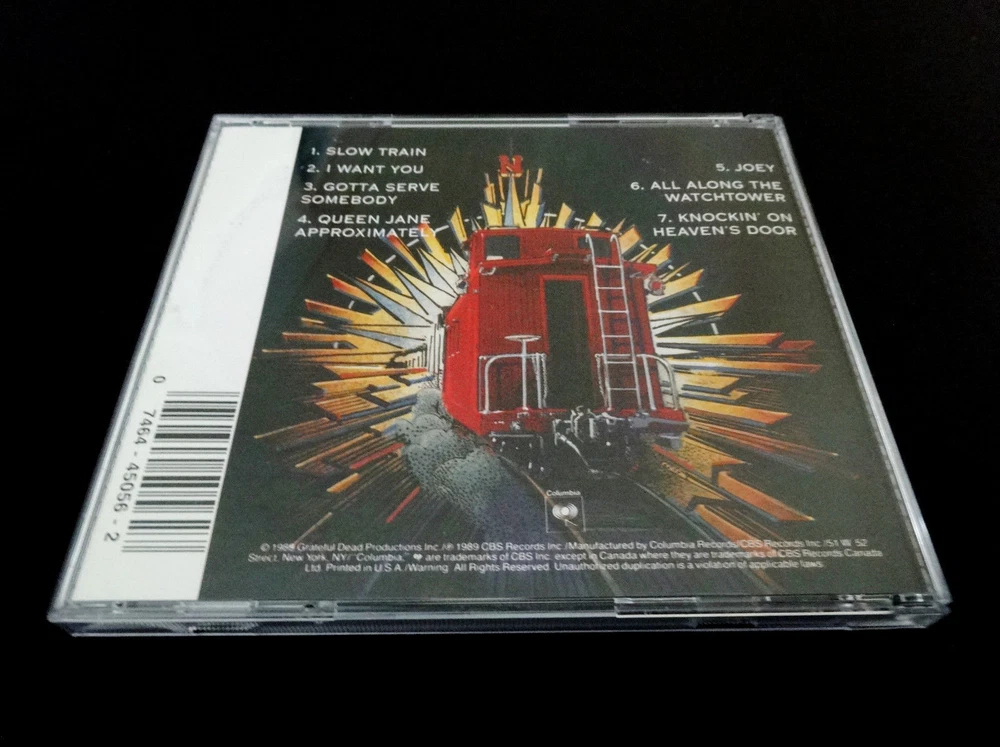 1. SLOW TRAIN
2. I WANT YOU
3. GOTTA SERVE
SOMEBODY
4. QUEEN JANE
APPROXIMATELY
5. JOEY
6. ALL ALONG THE
WATCHTOWER
7. KNOCKIN' ON
HEAVEN'S DOOR
N
0 7464-45056-2
Columbia
© 1988 Grateful Dead Productions Inc./℗ 1989 CBS Records Inc./Manufactured by Columbia Records/CBS Records Inc./51 W. 52
Street, New York, NY/"Columbia," are trademarks of CBS Inc. except in Canada where they are trademarks of CBS Records Canada
Ltd. Printed in U.S.A./Warning: All Rights Reserved. Unauthorized duplication is a violation of applicable laws.